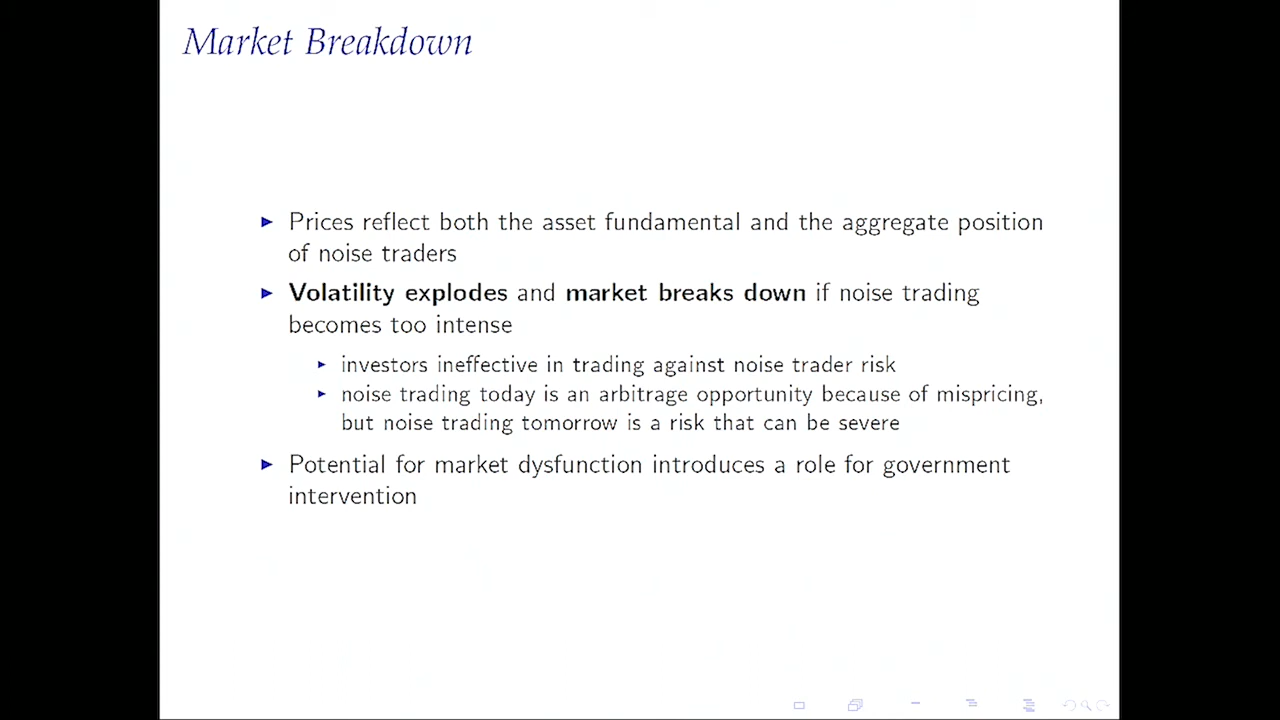 Market Breakdown
Prices reflect both the asset fundamental and the aggregate position
of noise traders
Volatility explodes and market breaks down if noise trading
becomes too intense
investors ineffective in trading against noise trader risk
noise trading today is an arbitrage opportunity because of mispricing,
but noise trading tomorrow is a risk that can be severe
Potential for market dysfunction introduces a role for government
intervention